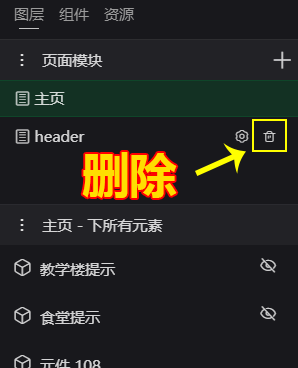 图层 组件 资源
页面模块
主页
header
删除
主页 - 下所有元素
教学楼提示
食堂提示
元件 108